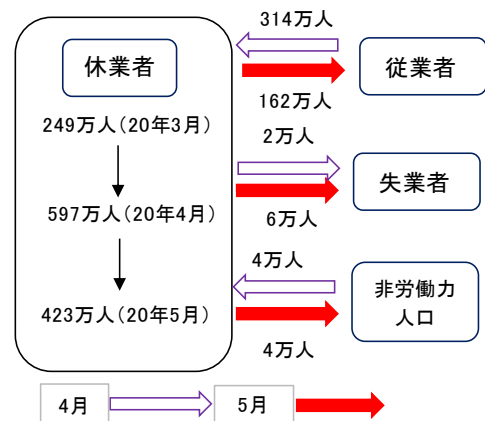 314万人
休業者
従業者
162万人
249万人(20年3月)
2万人
失業者
597万人(20年4月)
6万人
4万人
非労働力
人口
423万人(20年5月)
4万人
4月
5月